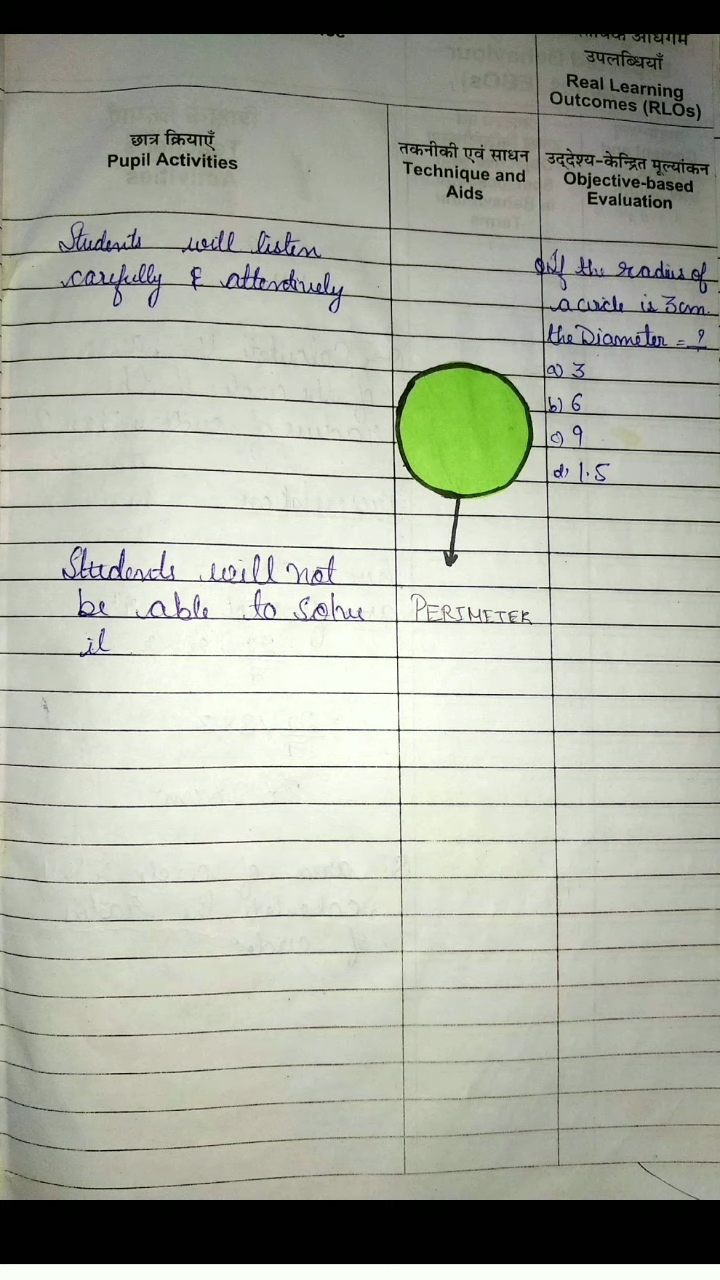 उपलब्धियाँ
Real Learning
Outcomes (RLOs)
छात्र क्रियाएँ
Pupil Activities
तकनीकी एवं साधन
Technique and
Aids
उद्देश्य-केन्द्रित मूल्यांकन
Objective-based
Evaluation
Students will listen
carefully & attentively
Q. If the radius of
a circle is 3cm.
the Diameter = ?
a) 3
b) 6
c) 9
d) 1.5
Students will not
be able to solve
it
PERIMETER